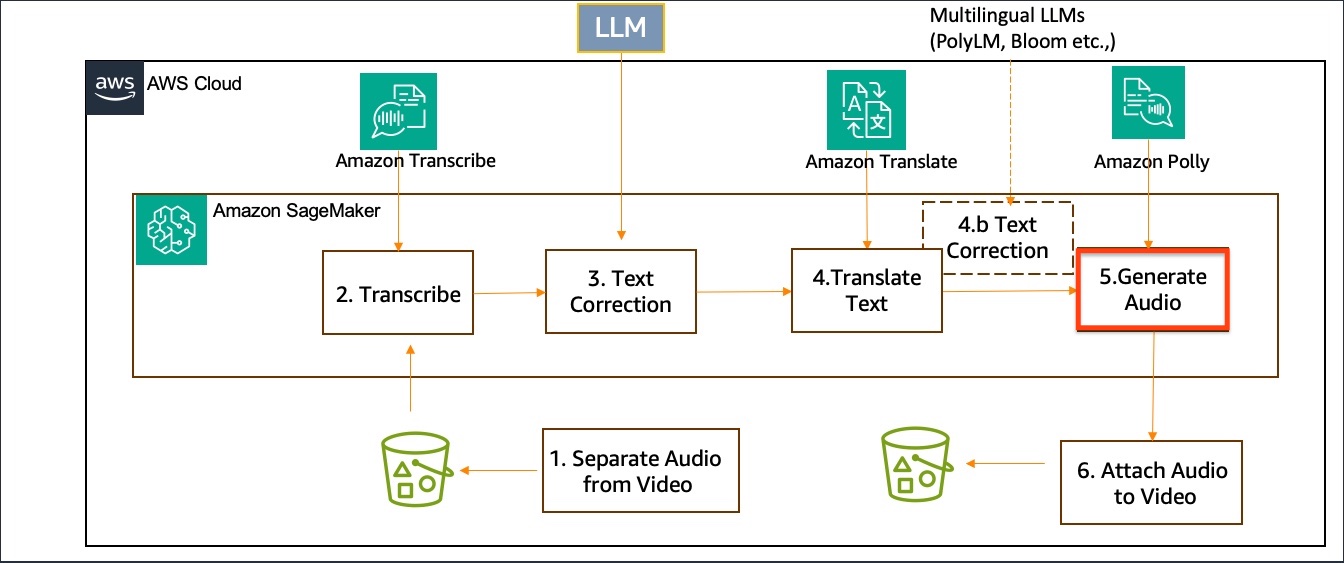 LLM
Multilingual LLMs
(PolyLM, Bloom etc.,)
aws
AWS Cloud
Amazon Transcribe
A
文
Amazon Translate
Amazon Polly
Amazon SageMaker
2. Transcribe
3. Text
Correction
4.Translate
Text
4.b Text
Correction
5.Generate
Audio
1. Separate Audio
from Video
6. Attach Audio
to Video